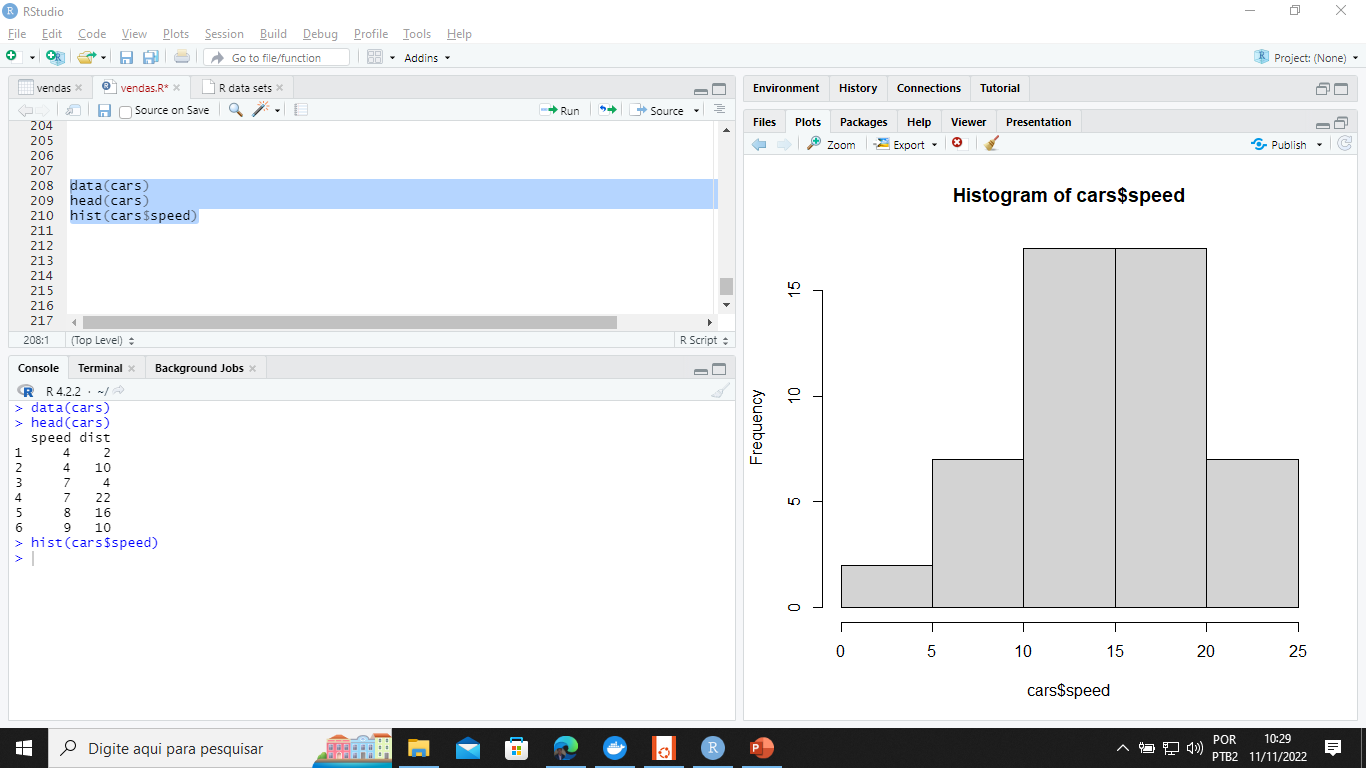 RStudio
File Edit Code View Plots Session Build Debug Profile Tools Help
Go to file/function Addins Project: (None)
vendas vendas.R* R data sets
Source on Save Run Source
204
205
206
207
208 data(cars)
209 head(cars)
210 hist(cars$speed)
211
212
213
214
215
216
217
208:1 (Top Level) R Script
Console Terminal Background Jobs
R 4.2.2 · ~/
> data(cars)
> head(cars)
speed dist
1 4 2
2 4 10
3 7 4
4 7 22
5 8 16
6 9 10
> hist(cars$speed)
>
Environment History Connections Tutorial
Files Plots Packages Help Viewer Presentation
Zoom Export Publish
Histogram of cars$speed
Frequency
15
10
5
0
0 5 10 15 20 25
cars$speed
Digite aqui para pesquisar
POR 10:29
PTB2 11/11/2022